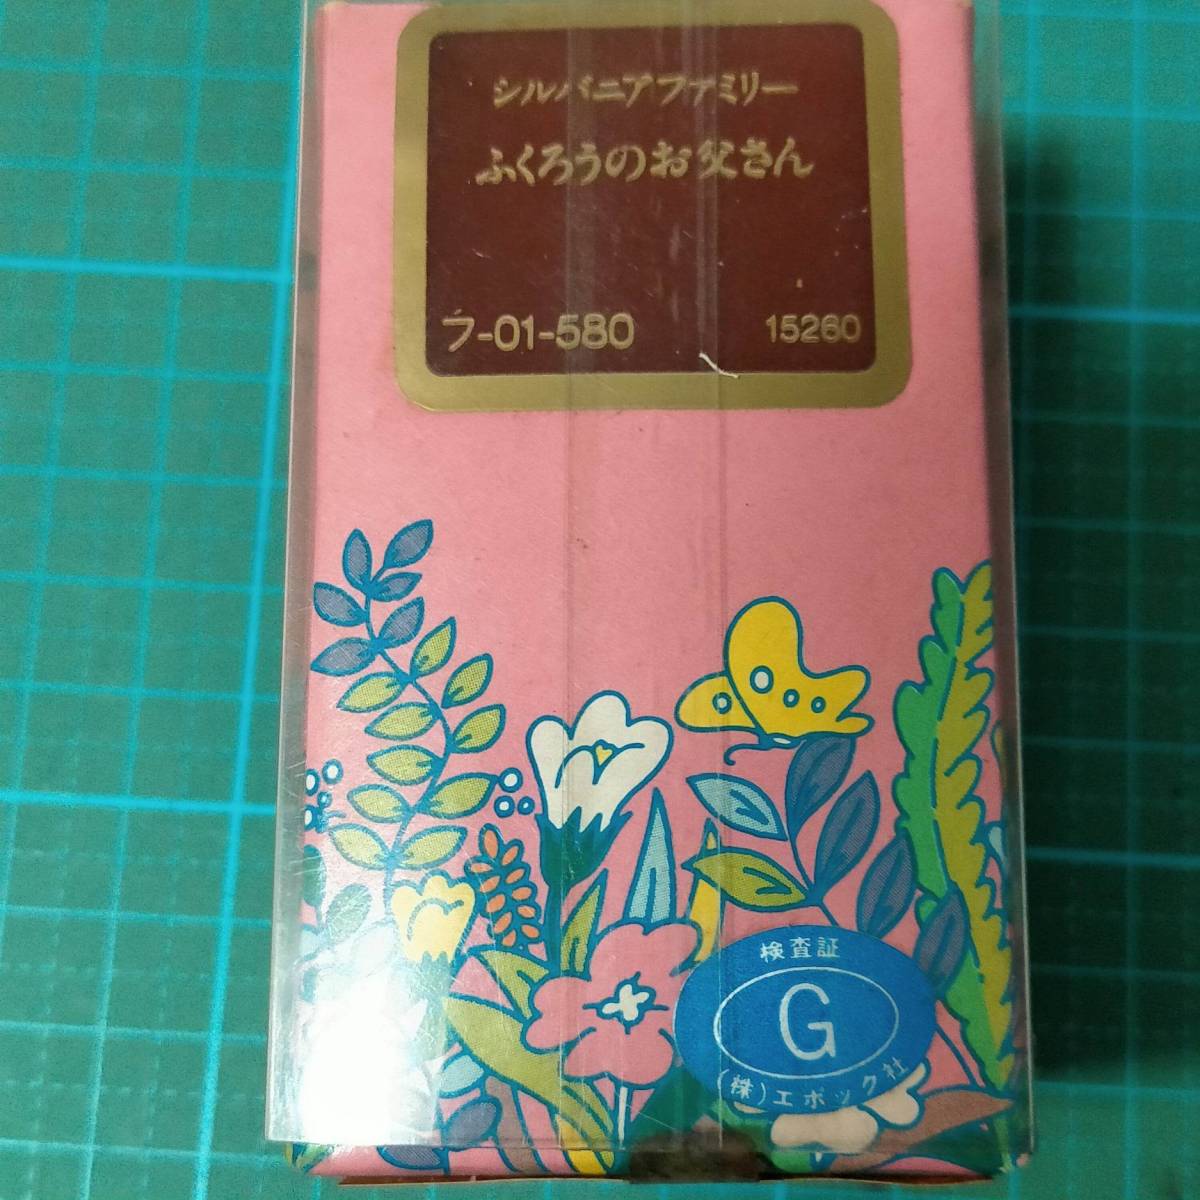 シルバニアファミリー
ふくろうのお父さん
フ-01-580 15260
検査証
G
(株)エポック社